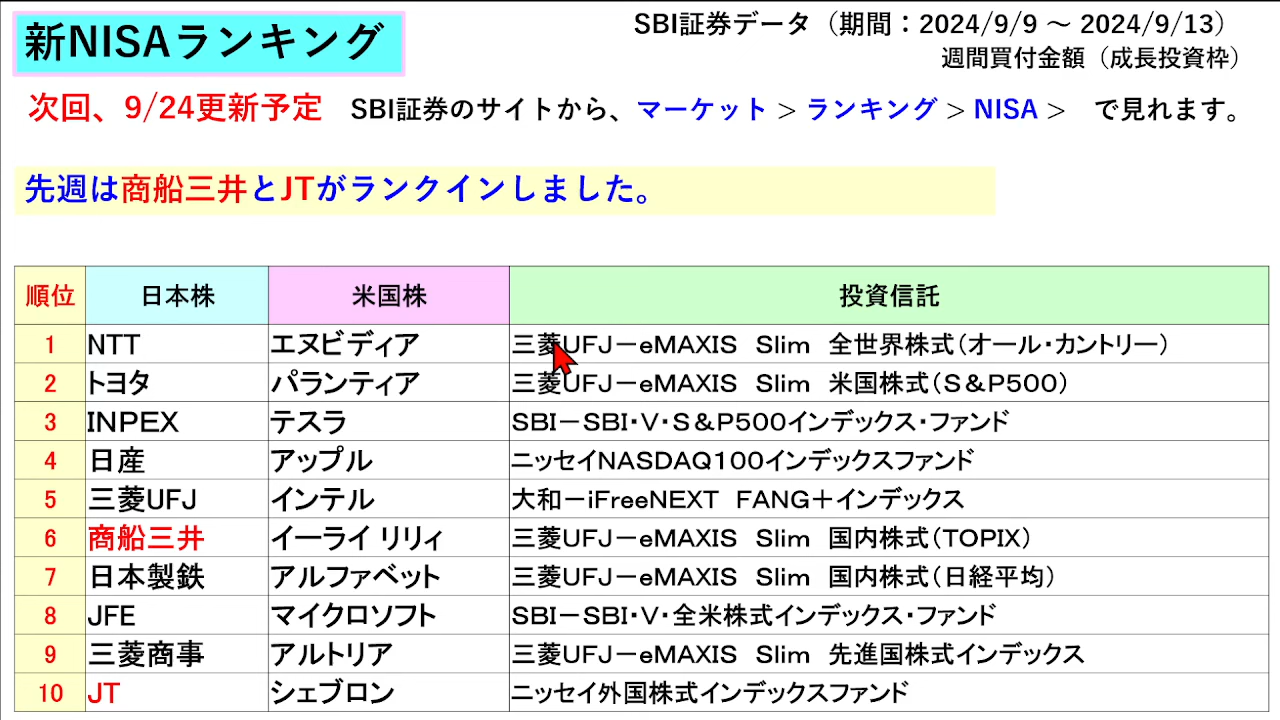 新NISAランキング
SBI証券データ（期間：2024/9/9 ～ 2024/9/13）
週間買付金額（成長投資枠）
次回、9/24更新予定 SBI証券のサイトから、マーケット > ランキング > NISA > で見れます。
先週は商船三井とJTがランクインしました。
順位 日本株 米国株 投資信託
1 NTT エヌビディア 三菱ＵＦＪ－ｅＭＡＸＩＳ Ｓｌｉｍ 全世界株式（オール・カントリー）
2 トヨタ パランティア 三菱ＵＦＪ－ｅＭＡＸＩＳ Ｓｌｉｍ 米国株式（Ｓ＆Ｐ５００）
3 INPEX テスラ ＳＢＩ－ＳＢＩ・Ｖ・Ｓ＆Ｐ５００インデックス・ファンド
4 日産 アップル ニッセイＮＡＳＤＡＱ１００インデックスファンド
5 三菱UFJ インテル 大和－ｉＦｒｅｅＮＥＸＴ ＦＡＮＧ＋インデックス
6 商船三井 イーライ リリィ 三菱ＵＦＪ－ｅＭＡＸＩＳ Ｓｌｉｍ 国内株式（ＴＯＰＩＸ）
7 日本製鉄 アルファベット 三菱ＵＦＪ－ｅＭＡＸＩＳ Ｓｌｉｍ 国内株式（日経平均）
8 JFE マイクロソフト ＳＢＩ－ＳＢＩ・Ｖ・全米株式インデックス・ファンド
9 三菱商事 アルトリア 三菱ＵＦＪ－ｅＭＡＸＩＳ Ｓｌｉｍ 先進国株式インデックス
10 JT シェブロン ニッセイ外国株式インデックスファンド